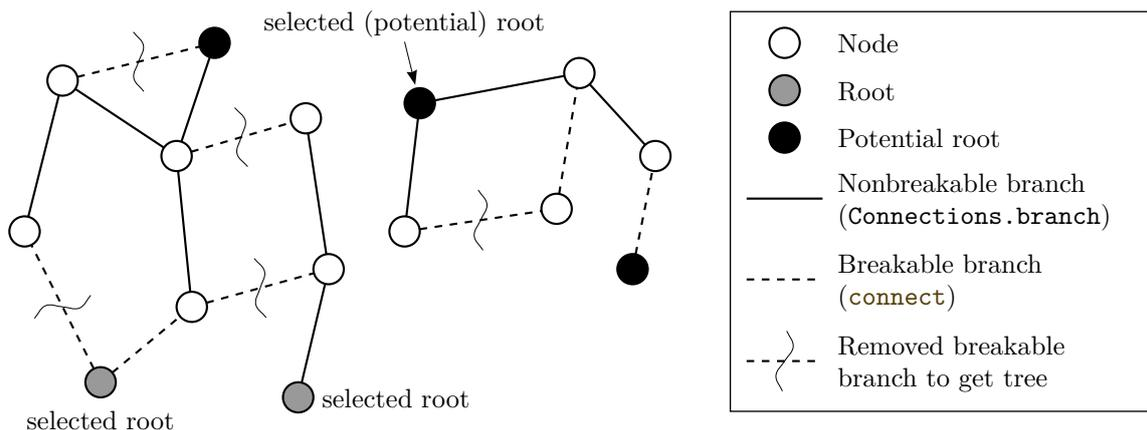 selected (potential) root
selected root
selected root
Node
Root
Potential root
Nonbreakable branch
(Connections.branch)
Breakable branch
(connect)
Removed breakable
branch to get tree